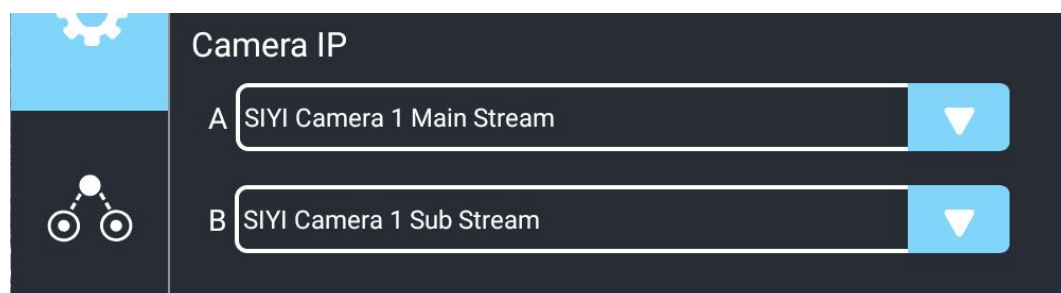 Camera IP
A SIYI Camera 1 Main Stream
B SIYI Camera 1 Sub Stream